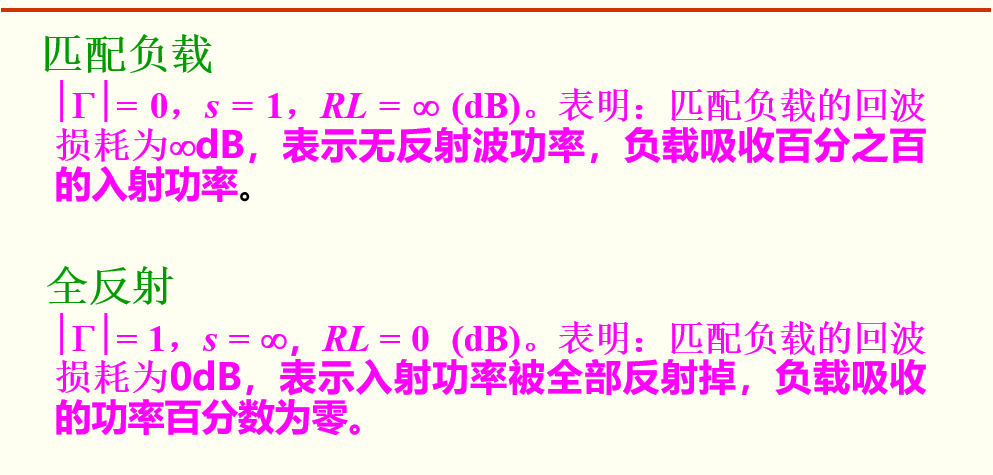 匹配负载
|Γ|= 0，s = 1，RL = ∞ (dB)。表明：匹配负载的回波
损耗为∞dB，表示无反射波功率，负载吸收百分之百
的入射功率。
全反射
|Γ|= 1，s = ∞，RL = 0 (dB)。表明：匹配负载的回波
损耗为0dB，表示入射功率被全部反射掉，负载吸收
的功率百分数为零。